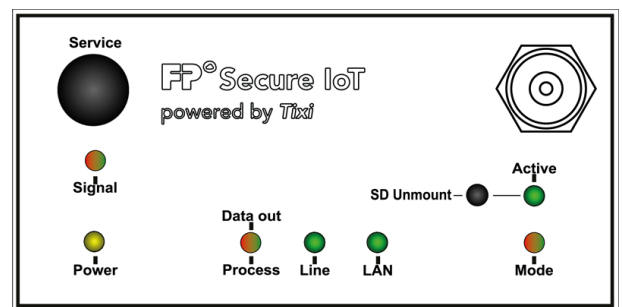 Service
FP Secure IoT
powered by Tixi
Signal
Active
SD Unmount
Data out
Power
Process
Line
LAN
Mode